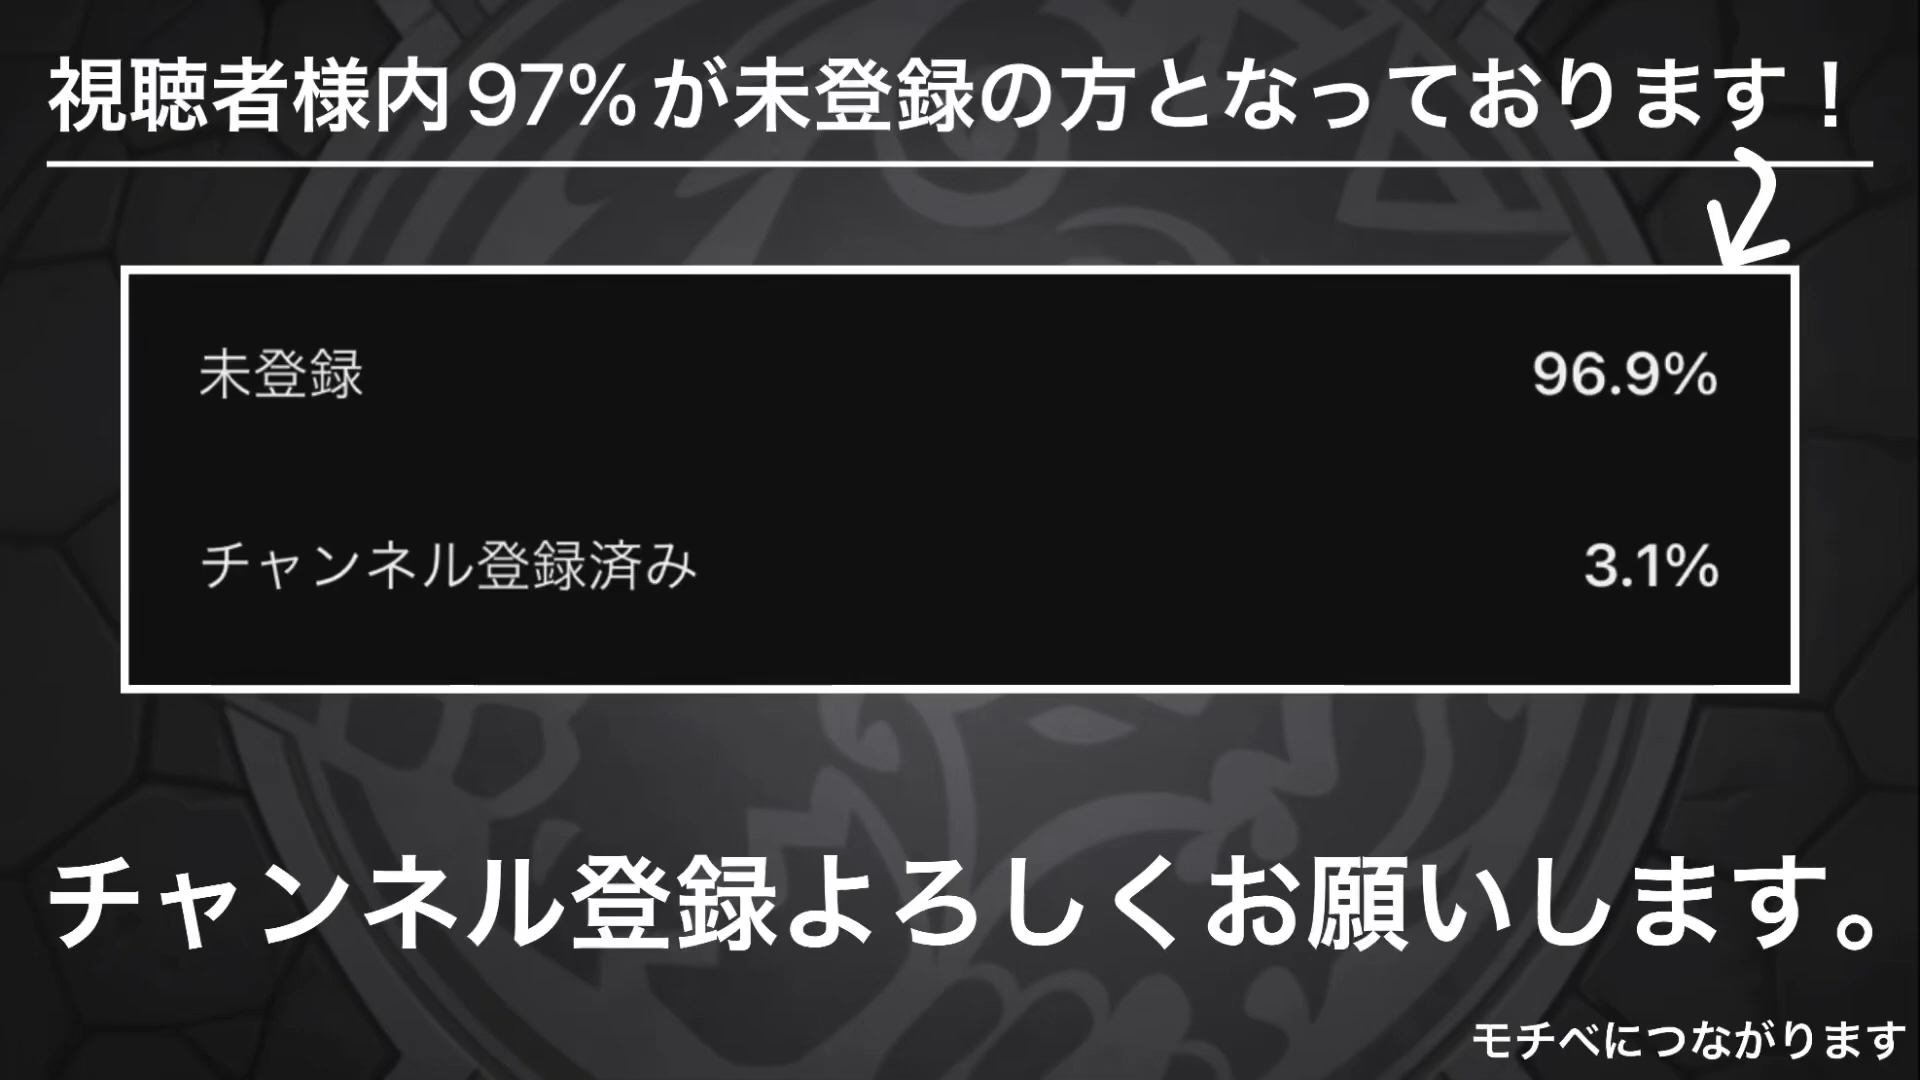 視聴者様内97%が未登録の方となっております！
未登録 96.9%
チャンネル登録済み 3.1%
チャンネル登録よろしくお願いします。
モチベにつながります